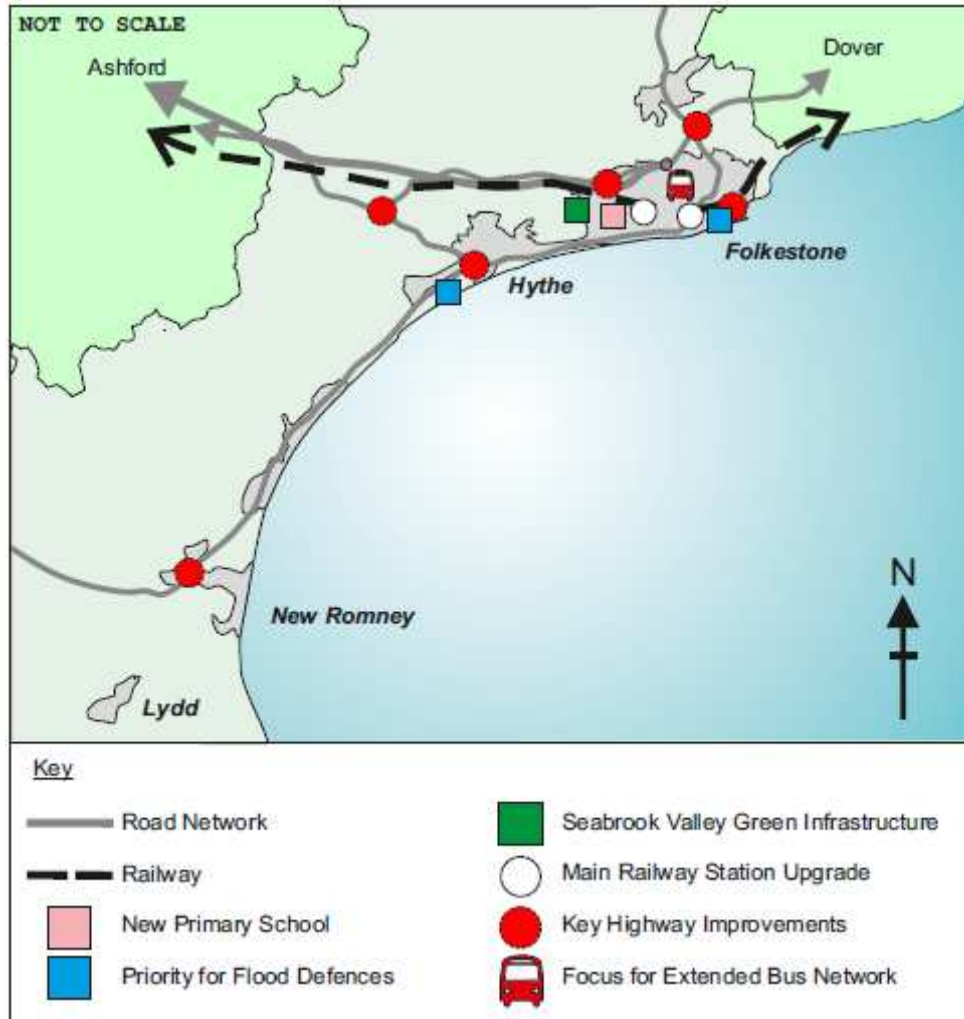 NOT TO SCALE
Ashford
Dover
Folkestone
Hythe
New Romney
Lydd
N
Key
Road Network
Railway
New Primary School
Priority for Flood Defences
Seabrook Valley Green Infrastructure
Main Railway Station Upgrade
Key Highway Improvements
Focus for Extended Bus Network